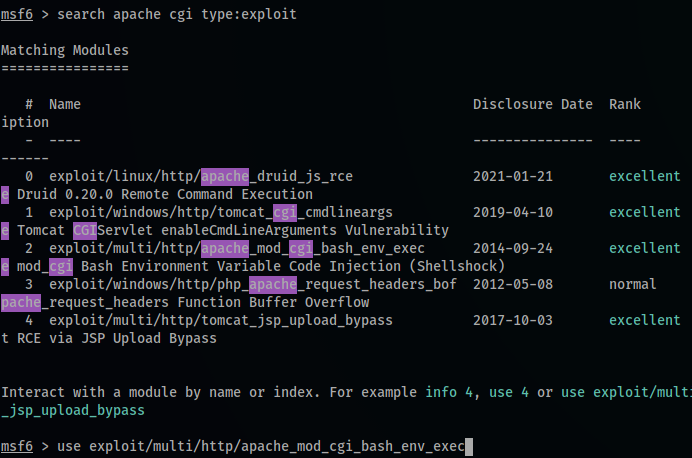 msf6 > search apache cgi type:exploit
Matching Modules
================
# Name Disclosure Date Rank
iption
- ---- --------------- ----
------
0 exploit/linux/http/apache_druid_js_rce 2021-01-21 excellent
e Druid 0.20.0 Remote Command Execution
1 exploit/windows/http/tomcat_cgi_cmdlineargs 2019-04-10 excellent
e Tomcat CGIServlet enableCmdLineArguments Vulnerability
2 exploit/multi/http/apache_mod_cgi_bash_env_exec 2014-09-24 excellent
e mod_cgi Bash Environment Variable Code Injection (Shellshock)
3 exploit/windows/http/php_apache_request_headers_bof 2012-05-08 normal
pache_request_headers Function Buffer Overflow
4 exploit/multi/http/tomcat_jsp_upload_bypass 2017-10-03 excellent
t RCE via JSP Upload Bypass
Interact with a module by name or index. For example info 4, use 4 or use exploit/multi
_jsp_upload_bypass
msf6 > use exploit/multi/http/apache_mod_cgi_bash_env_exec